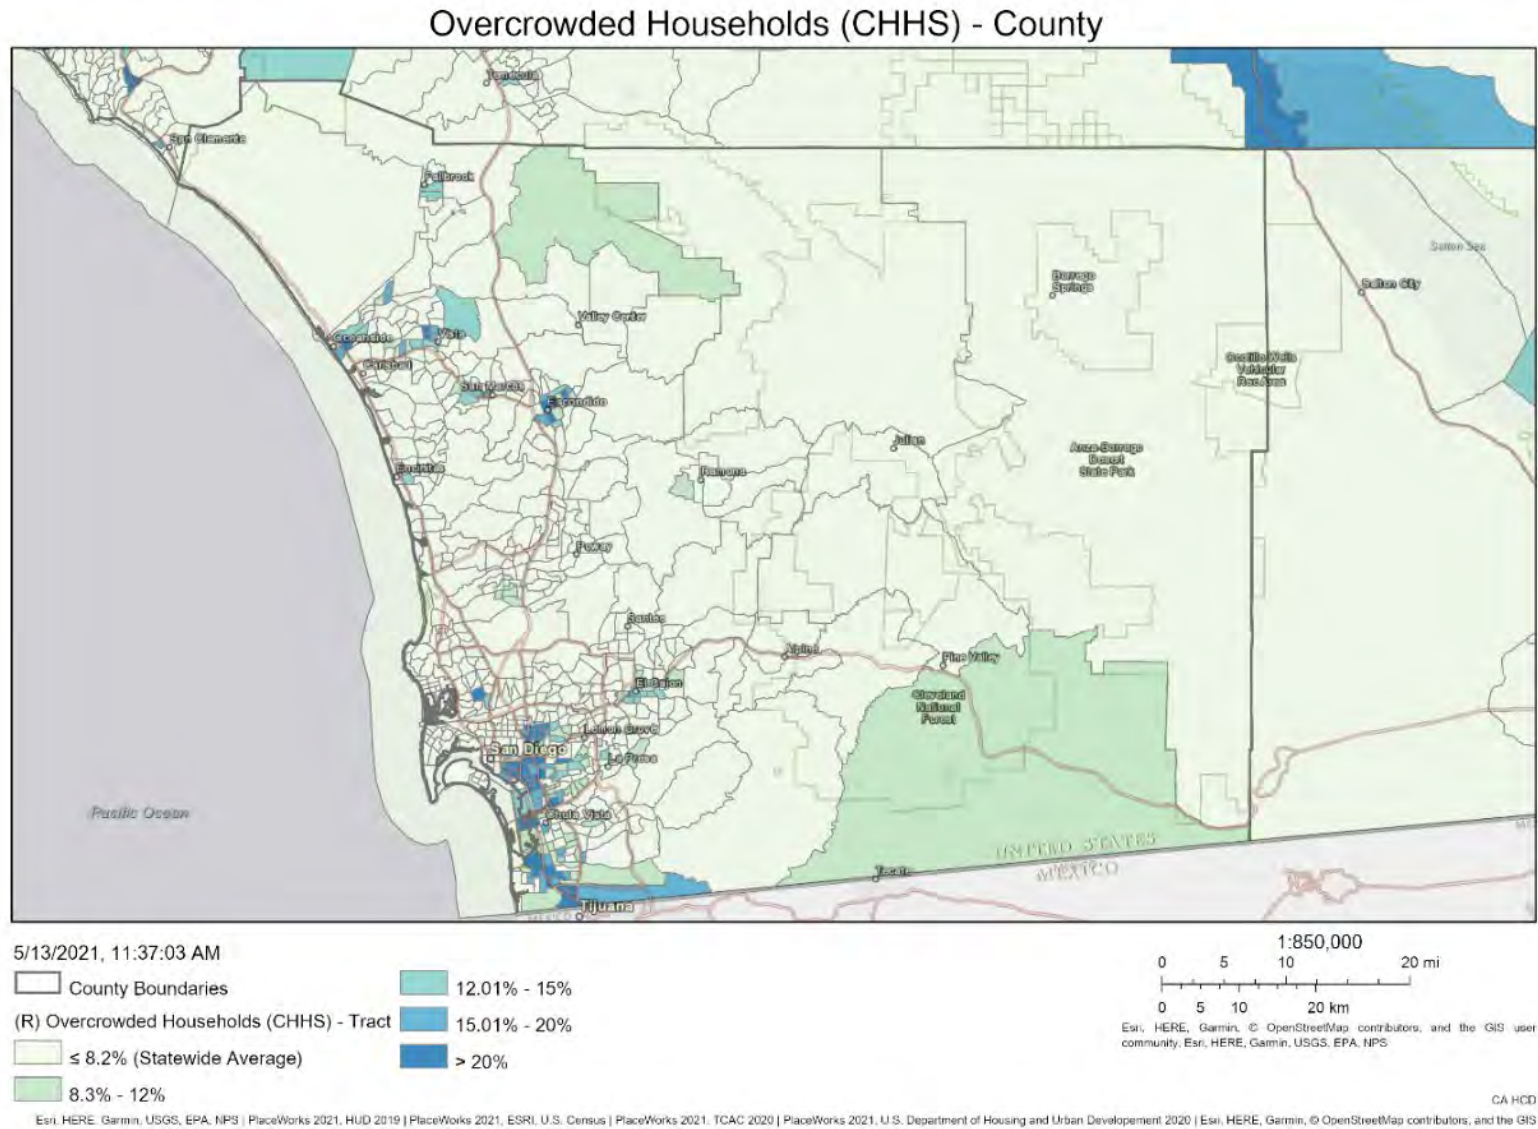 Overcrowded Households (CHHS) - County
Temecula
San Clemente
Fallbrook
Salton Sea
Borrego
Springs
Salton City
Valley Center
Oceanside
Vista
Carlsbad
Ocotillo Wells
Vehicular
Rec Area
San Marcos
Escondido
Julian
Anza-Borrego
Desert
State Park
Encinitas
Ramona
Poway
Santee
Alpine
Pine Valley
El Cajon
Cleveland
National
Forest
Lemon Grove
San Diego
La Presa
Pacific Ocean
Chula Vista
UNITED STATES
MEXICO
Tecate
Tijuana
MEXICO
5/13/2021, 11:37:03 AM
County Boundaries
(R) Overcrowded Households (CHHS) - Tract
≤ 8.2% (Statewide Average)
8.3% - 12%
12.01% - 15%
15.01% - 20%
> 20%
1:850,000
0 5 10 20 mi
0 5 10 20 km
Esri, HERE, Garmin, © OpenStreetMap contributors, and the GIS user
community, Esri, HERE, Garmin, USGS, EPA, NPS
CA HCD
Esri, HERE, Garmin, USGS, EPA, NPS | PlaceWorks 2021, HUD 2019 | PlaceWorks 2021, ESRI, U.S. Census | PlaceWorks 2021, TCAC 2020 | PlaceWorks 2021, U.S. Department of Housing and Urban Developement 2020 | Esri, HERE, Garmin, © OpenStreetMap contributors, and the GIS